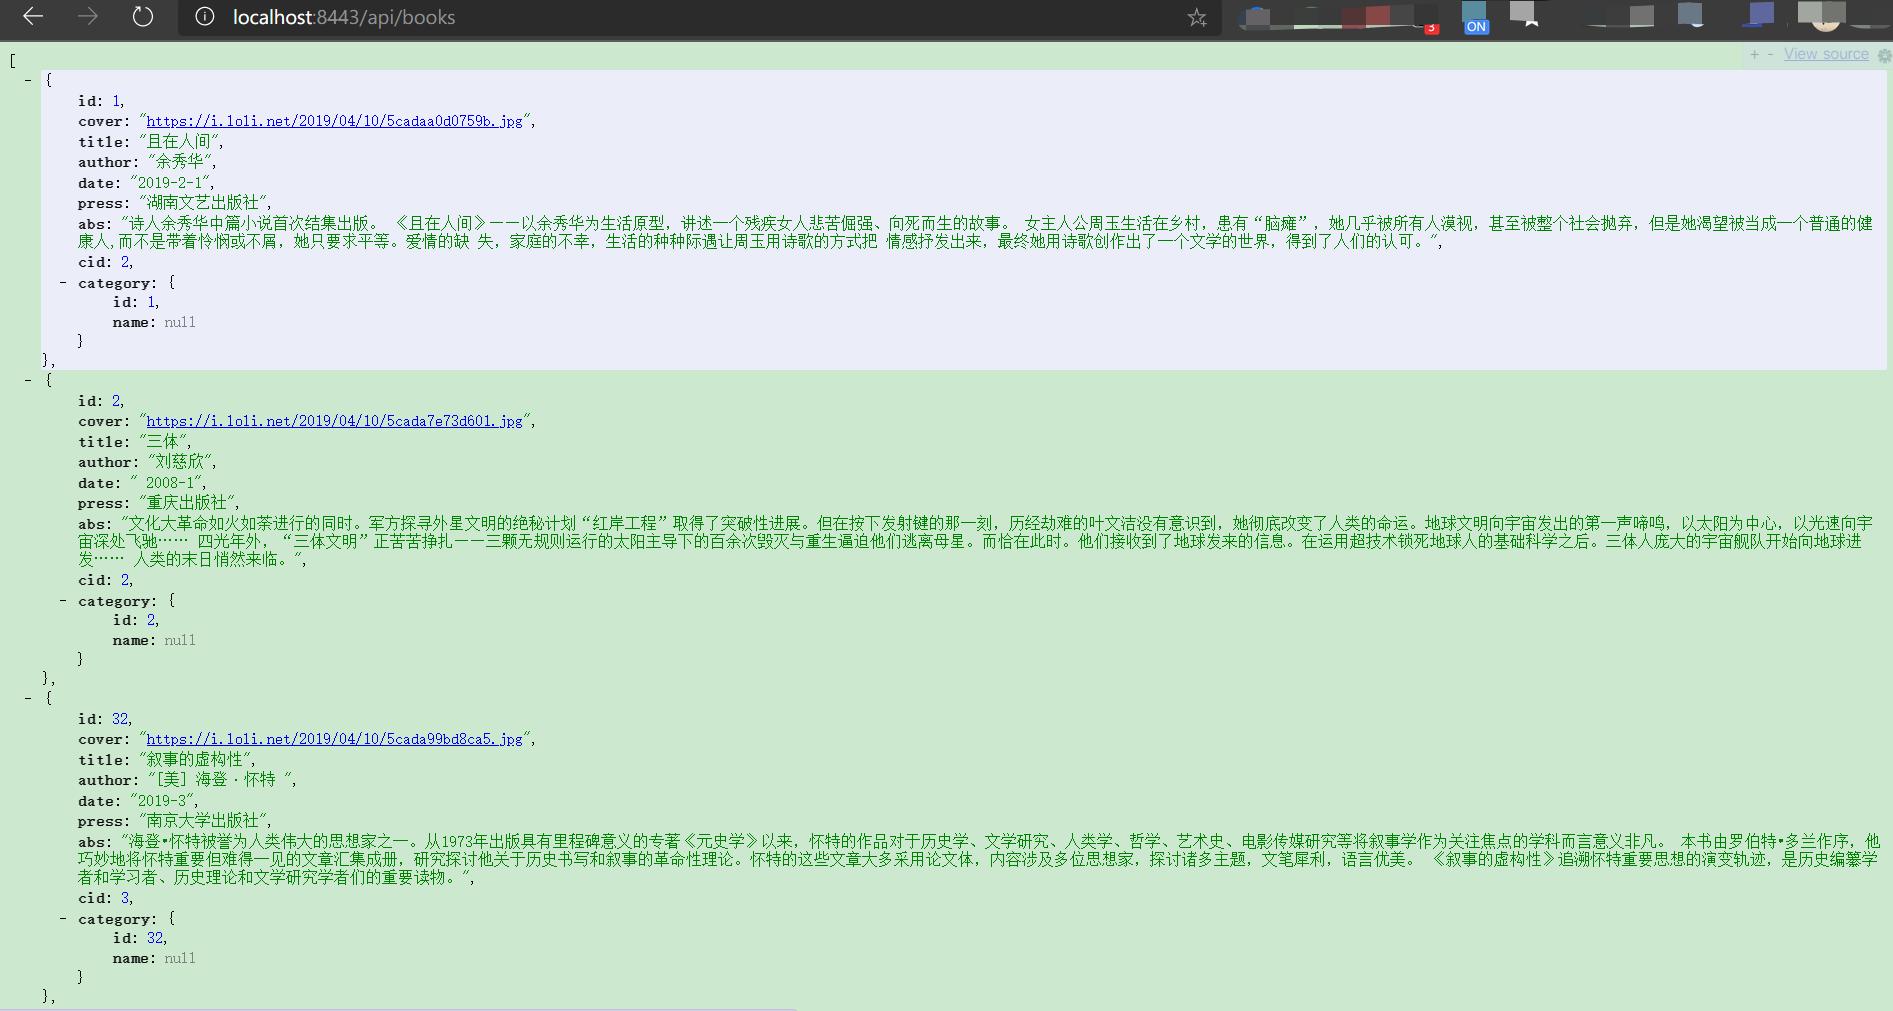 localhost:8443/api/books
3
ON
+ - View source
[
- {
id: 1,
cover: "https://i.loli.net/2019/04/10/5cadaa0d0759b.jpg",
title: "且在人间",
author: "余秀华",
date: "2019-2-1",
press: "湖南文艺出版社",
abs: "诗人余秀华中篇小说首次结集出版。 《且在人间》——以余秀华为生活原型，讲述一个残疾女人悲苦倔强、向死而生的故事。 女主人公周玉生活在乡村，患有“脑瘫”，她几乎被所有人漠视，甚至被整个社会抛弃，但是她渴望被当成一个普通的健
康人,而不是带着怜悯或不屑，她只要求平等。爱情的缺 失，家庭的不幸，生活的种种际遇让周玉用诗歌的方式把 情感抒发出来，最终她用诗歌创作出了一个文学的世界，得到了人们的认可。",
cid: 2,
- category: {
id: 1,
name: null
}
},
- {
id: 2,
cover: "https://i.loli.net/2019/04/10/5cada7e73d601.jpg",
title: "三体",
author: "刘慈欣",
date: " 2008-1",
press: "重庆出版社",
abs: "文化大革命如火如荼进行的同时。军方探寻外星文明的绝秘计划“红岸工程”取得了突破性进展。但在按下发射键的那一刻，历经劫难的叶文洁没有意识到，她彻底改变了人类的命运。地球文明向宇宙发出的第一声啼鸣，以太阳为中心，以光速向宇
宙深处飞驰…… 四光年外，“三体文明”正苦苦挣扎——三颗无规则运行的太阳主导下的百余次毁灭与重生逼迫他们逃离母星。而恰在此时。他们接收到了地球发来的信息。在运用超技术锁死地球人的基础科学之后。三体人庞大的宇宙舰队开始向地球进
发…… 人类的末日悄然来临。",
cid: 2,
- category: {
id: 2,
name: null
}
},
- {
id: 32,
cover: "https://i.loli.net/2019/04/10/5cada99bd8ca5.jpg",
title: "叙事的虚构性",
author: "[美] 海登·怀特 ",
date: "2019-3",
press: "南京大学出版社",
abs: "海登•怀特被誉为人类伟大的思想家之一。从1973年出版具有里程碑意义的专著《元史学》以来，怀特的作品对于历史学、文学研究、人类学、哲学、艺术史、电影传媒研究等将叙事学作为关注焦点的学科而言意义非凡。 本书由罗伯特•多兰作序，他
巧妙地将怀特重要但难得一见的文章汇集成册，研究探讨他关于历史书写和叙事的革命性理论。怀特的这些文章大多采用论文体，内容涉及多位思想家，探讨诸多主题，文笔犀利，语言优美。 《叙事的虚构性》追溯怀特重要思想的演变轨迹，是历史编纂学
者和学习者、历史理论和文学研究学者们的重要读物。",
cid: 3,
- category: {
id: 32,
name: null
}
},